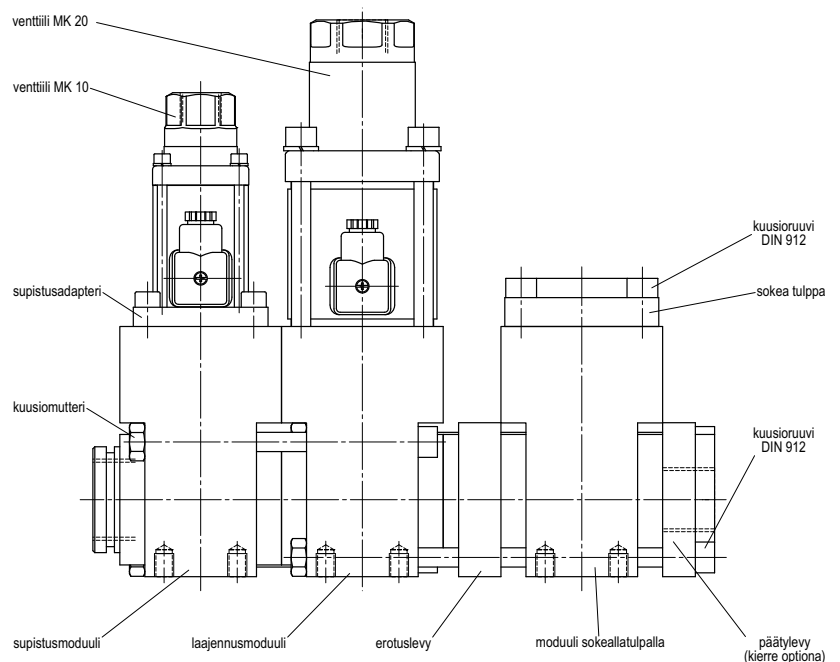 venttiili MK 20
venttiili MK 10
kuusioruuvi
DIN 912
supistusadapteri
sokea tulppa
kuusiomutteri
kuusioruuvi
DIN 912
supistusmoduuli
laajennusmoduuli
erotuslevy
moduuli sokeallatulpalla
päätylevy
(kierre optiona)